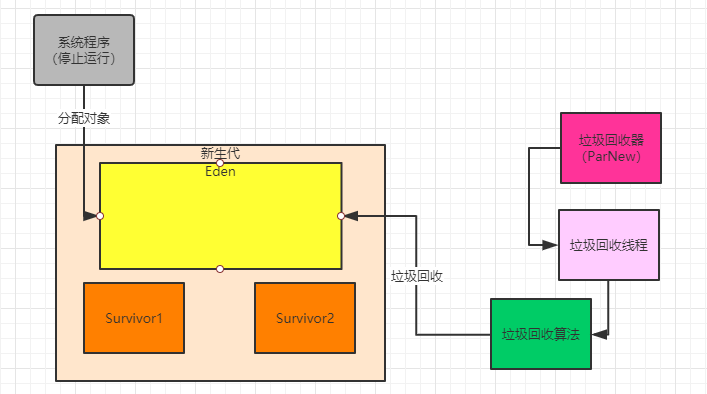 系统程序
（停止运行）
分配对象
新生代
Eden
Survivor1
Survivor2
垃圾回收
垃圾回收器
（ParNew）
垃圾回收线程
垃圾回收算法